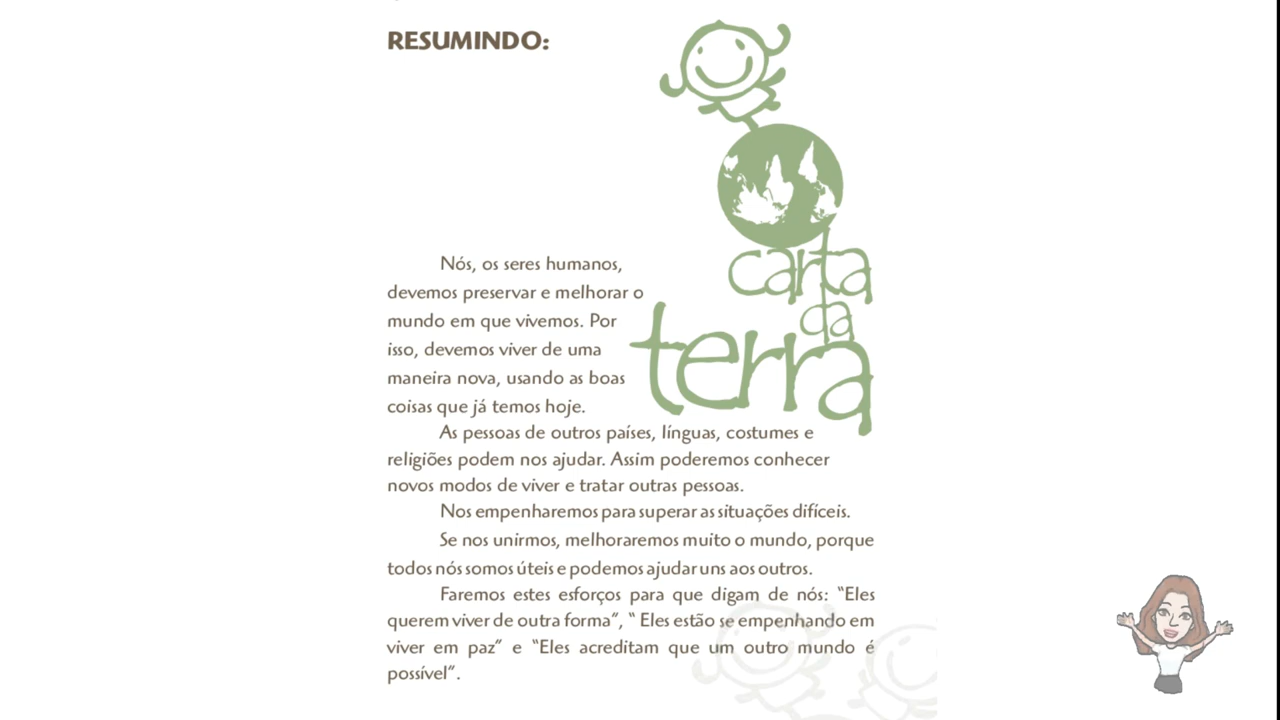 RESUMINDO:
carta
da
terra
Nós, os seres humanos,
devemos preservar e melhorar o
mundo em que vivemos. Por
isso, devemos viver de uma
maneira nova, usando as boas
coisas que já temos hoje.
As pessoas de outros países, línguas, costumes e
religiões podem nos ajudar. Assim poderemos conhecer
novos modos de viver e tratar outras pessoas.
Nos empenharemos para superar as situações difíceis.
Se nos unirmos, melhoraremos muito o mundo, porque
todos nós somos úteis e podemos ajudar uns aos outros.
Faremos estes esforços para que digam de nós: "Eles
querem viver de outra forma", " Eles estão se empenhando em
viver em paz" e "Eles acreditam que um outro mundo é
possível".